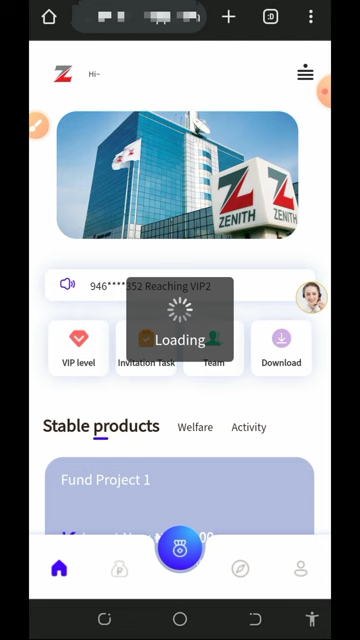 :D
Z
Hi~
ZENITH
ZENITH
946****352 Reaching VIP2
Loading
VIP level
Invitation Task
Team
Download
Stable products
Welfare
Activity
Fund Project 1